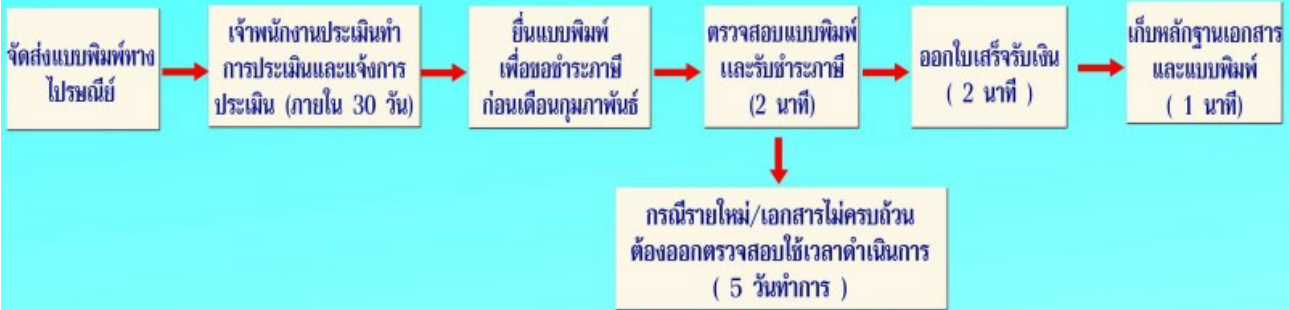 จัดส่งแบบพิมพ์ทาง
ไปรษณีย์
เจ้าพนักงานประเมินทำ
การประเมินและแจ้งการ
ประเมิน (ภายใน 30 วัน)
ยื่นแบบพิมพ์
เพื่อขอชำระภาษี
ก่อนเดือนกุมภาพันธ์
ตรวจสอบแบบพิมพ์
และรับชำระภาษี
(2 นาที)
ออกใบเสร็จรับเงิน
( 2 นาที )
เก็บหลักฐานเอกสาร
และแบบพิมพ์
( 1 นาที)
กรณีรายใหม่/เอกสารไม่ครบถ้วน
ต้องออกตรวจสอบใช้เวลาดำเนินการ
( 5 วันทำการ )